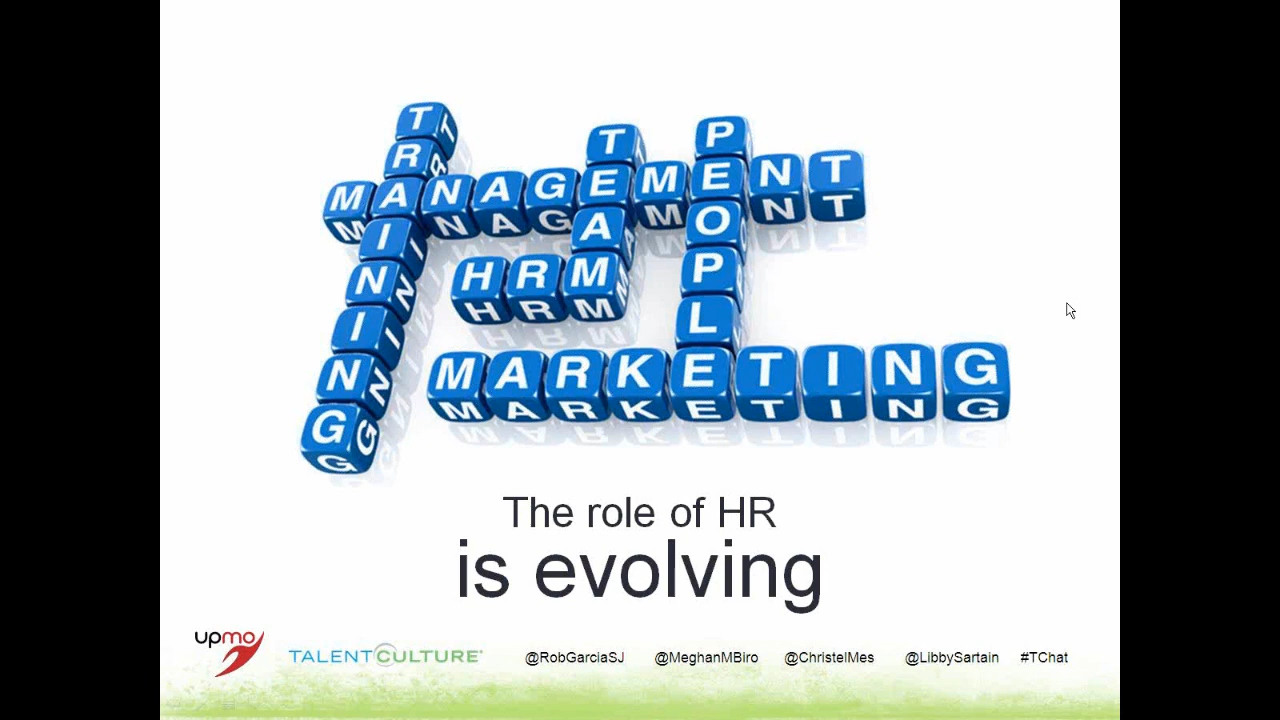 TRAINING
MANAGEMENT
TEAM
PEOPLE
HRM
MARKETING
The role of HR
is evolving
upmo
TALENTCULTURE
@RobGarciaSJ @MeghanMBiro @ChristelMes @LibbySartain #TChat